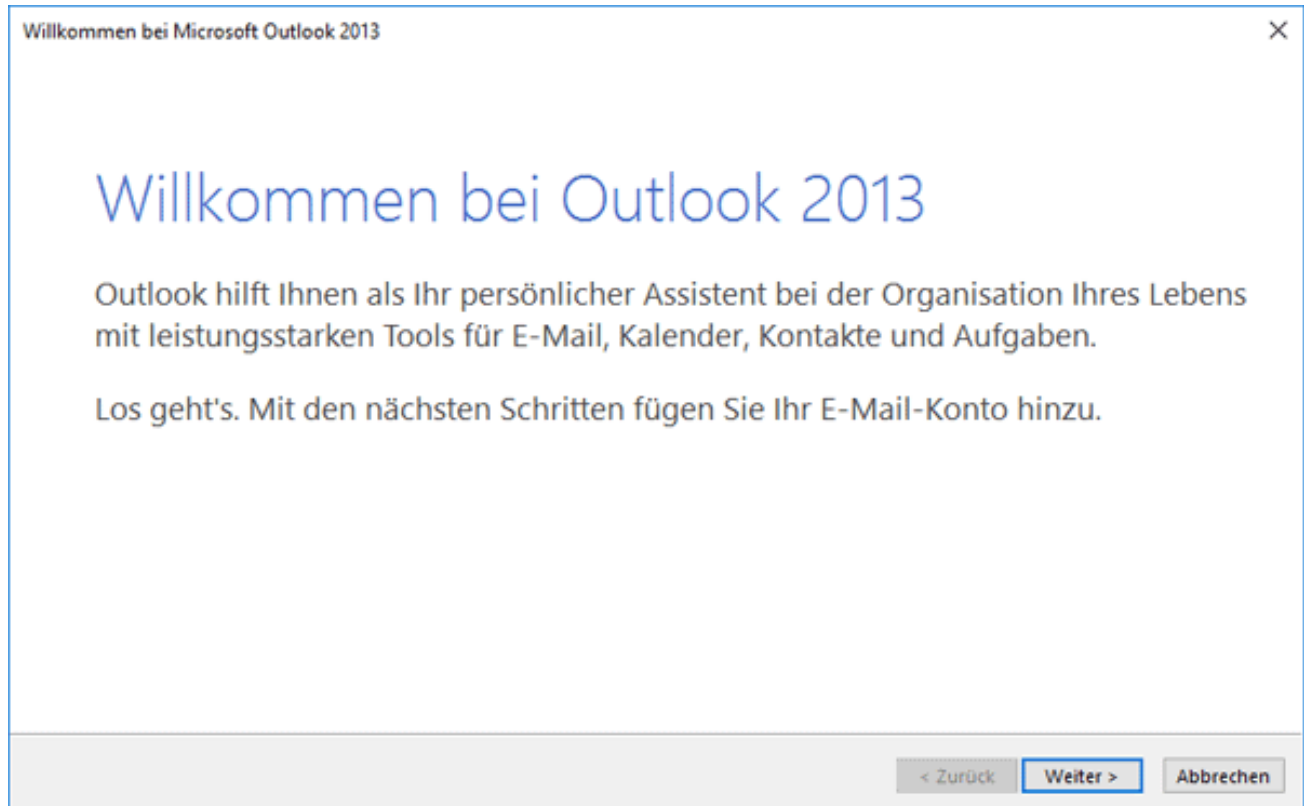 Willkommen bei Microsoft Outlook 2013
Willkommen bei Outlook 2013
Outlook hilft Ihnen als Ihr persönlicher Assistent bei der Organisation Ihres Lebens
mit leistungsstarken Tools für E-Mail, Kalender, Kontakte und Aufgaben.
Los geht's. Mit den nächsten Schritten fügen Sie Ihr E-Mail-Konto hinzu.
< Zurück Weiter > Abbrechen